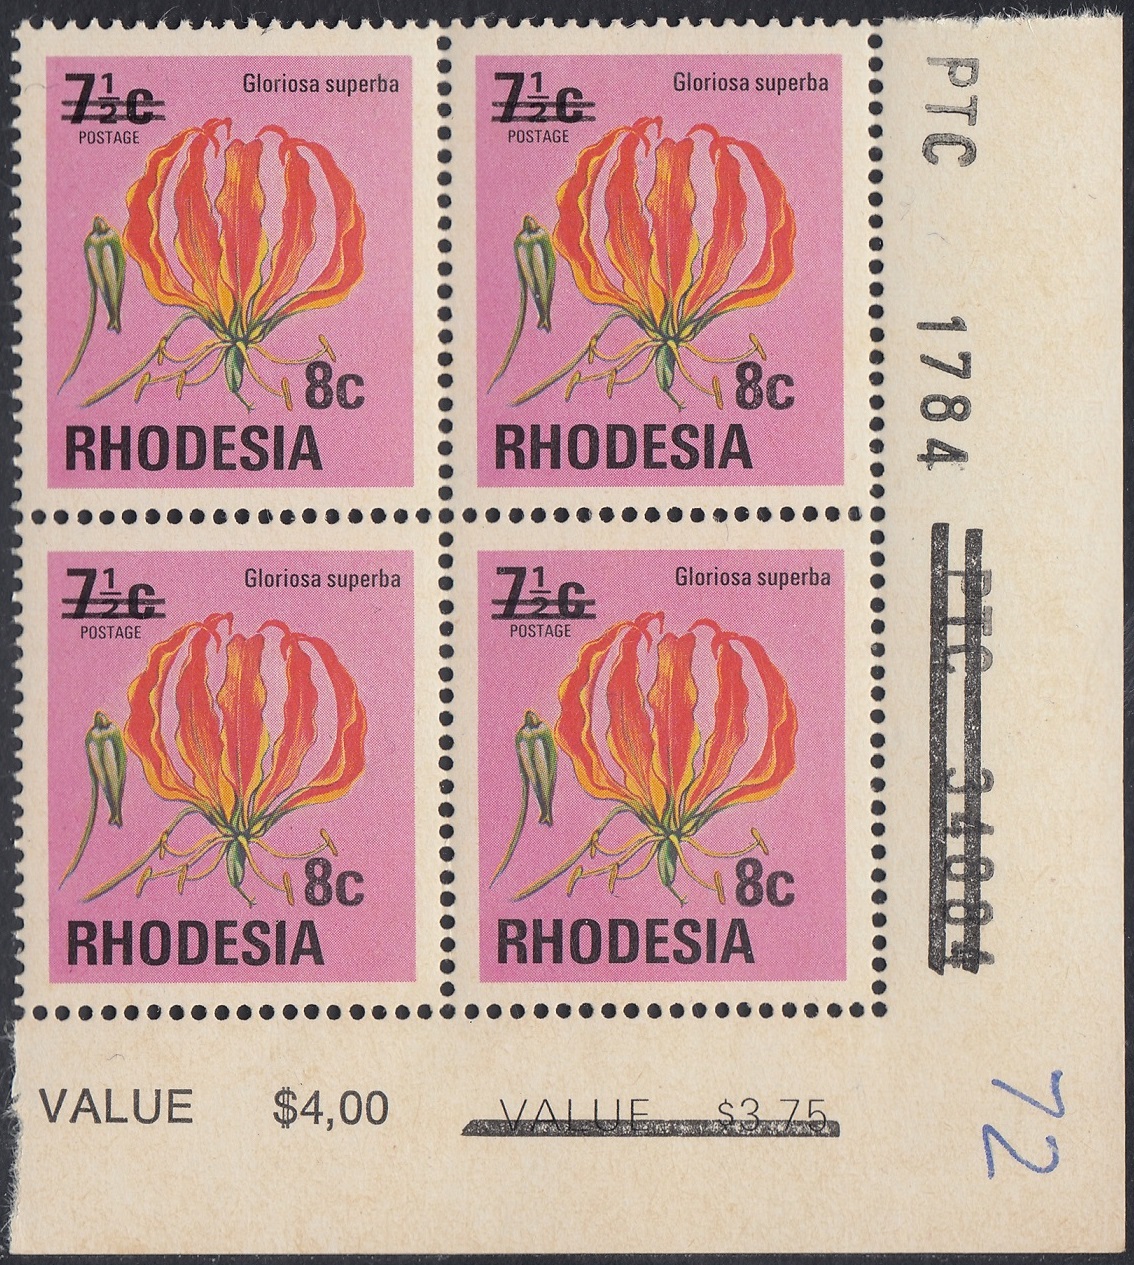 7½c Gloriosa superba
POSTAGE
8c
RHODESIA
7½c Gloriosa superba
POSTAGE
8c
RHODESIA
7½c Gloriosa superba
POSTAGE
8c
RHODESIA
7½c Gloriosa superba
POSTAGE
8c
RHODESIA
PTC 1784
PTC
VALUE $4,00
VALUE $3 75
72